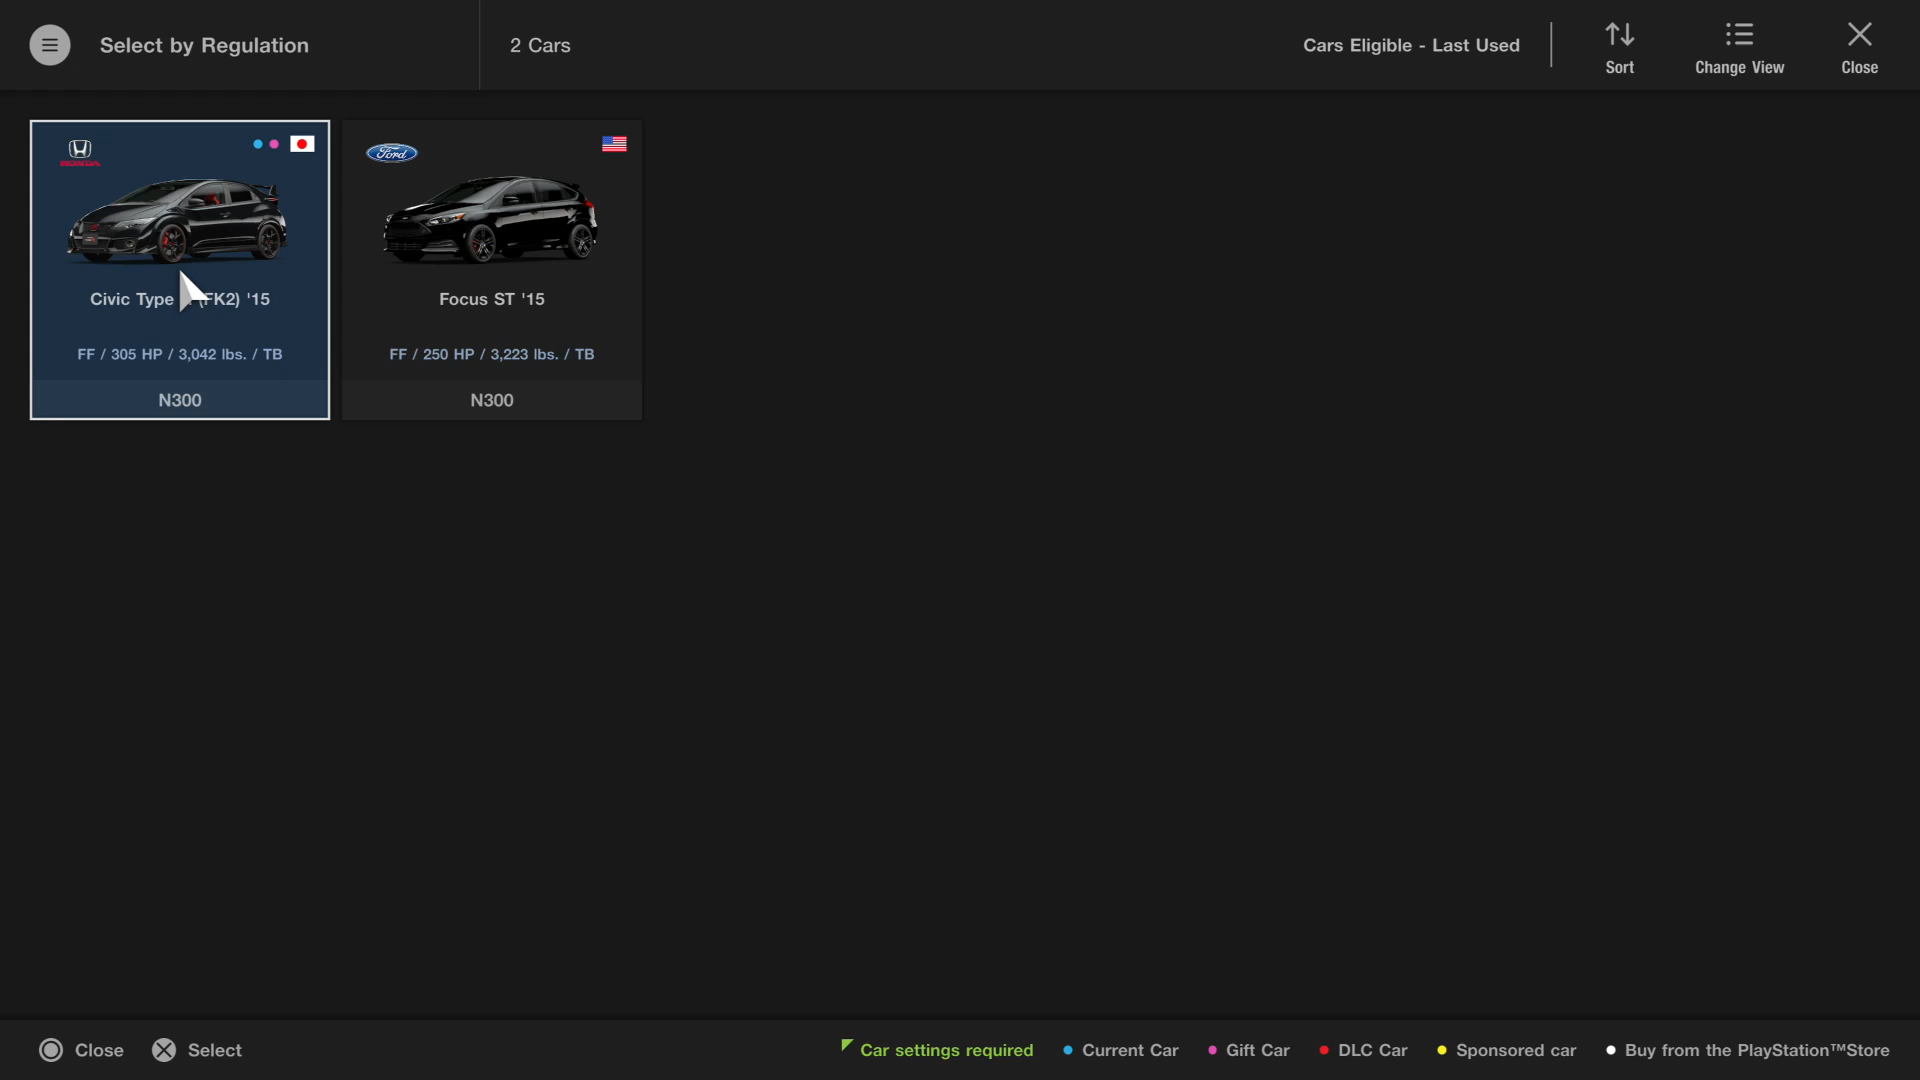 Select by Regulation
2 Cars
Cars Eligible - Last Used
Sort
Change View
Close
HONDA
Civic Type (FK2) '15
FF / 305 HP / 3,042 lbs. / TB
N300
Ford
Focus ST '15
FF / 250 HP / 3,223 lbs. / TB
N300
Close
Select
Car settings required
Current Car
Gift Car
DLC Car
Sponsored car
Buy from the PlayStation™Store